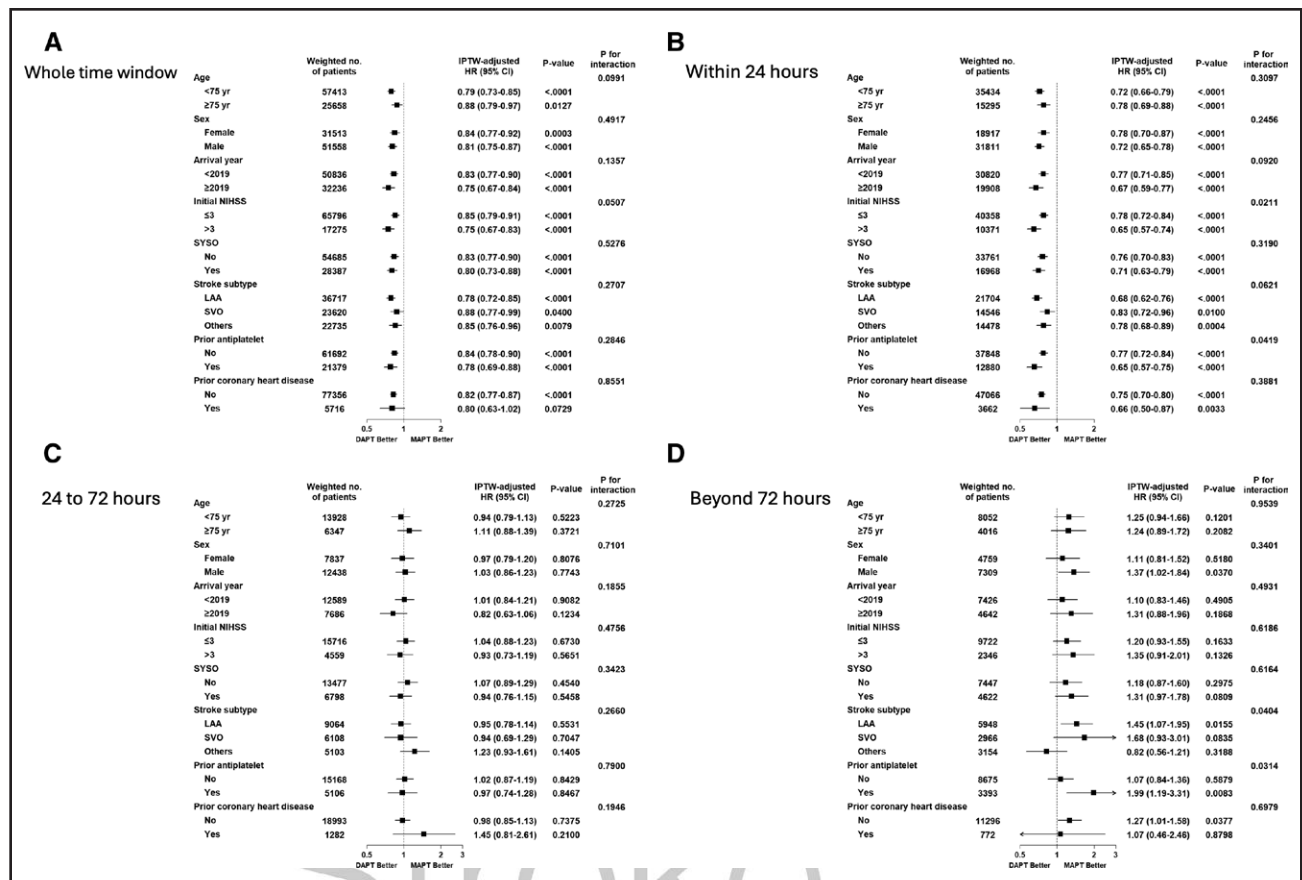 A
Whole time window
Weighted no. of patients IPTW-adjusted HR (95% CI) P-value P for interaction
Age 0.0991
<75 yr 57413 0.79 (0.73-0.85) <.0001
≥75 yr 25658 0.88 (0.79-0.97) 0.0127
Sex 0.4917
Female 31513 0.84 (0.77-0.92) 0.0003
Male 51558 0.81 (0.75-0.87) <.0001
Arrival year 0.1357
<2019 50836 0.83 (0.77-0.90) <.0001
≥2019 32236 0.75 (0.67-0.84) <.0001
Initial NIHSS 0.0507
≤3 65796 0.85 (0.79-0.91) <.0001
>3 17275 0.75 (0.67-0.83) <.0001
SYSO 0.5276
No 54685 0.83 (0.77-0.90) <.0001
Yes 28387 0.80 (0.73-0.88) <.0001
Stroke subtype 0.2707
LAA 36717 0.78 (0.72-0.85) <.0001
SVO 23620 0.88 (0.77-0.99) 0.0400
Others 22735 0.85 (0.76-0.96) 0.0079
Prior antiplatelet 0.2846
No 61692 0.84 (0.78-0.90) <.0001
Yes 21379 0.78 (0.69-0.88) <.0001
Prior coronary heart disease 0.8551
No 77356 0.82 (0.77-0.87) <.0001
Yes 5716 0.80 (0.63-1.02) 0.0729
0.5 1 2
DAPT Better MAPT Better
B
Within 24 hours
Weighted no. of patients IPTW-adjusted HR (95% CI) P-value P for interaction
Age 0.3097
<75 yr 35434 0.72 (0.66-0.79) <.0001
≥75 yr 15295 0.78 (0.69-0.88) <.0001
Sex 0.2456
Female 18917 0.78 (0.70-0.87) <.0001
Male 31811 0.72 (0.65-0.78) <.0001
Arrival year 0.0920
<2019 30820 0.77 (0.71-0.85) <.0001
≥2019 19908 0.67 (0.59-0.77) <.0001
Initial NIHSS 0.0211
≤3 40358 0.78 (0.72-0.84) <.0001
>3 10371 0.65 (0.57-0.74) <.0001
SYSO 0.3190
No 33761 0.76 (0.70-0.83) <.0001
Yes 16968 0.71 (0.63-0.79) <.0001
Stroke subtype 0.0621
LAA 21704 0.68 (0.62-0.76) <.0001
SVO 14546 0.83 (0.72-0.96) 0.0100
Others 14478 0.78 (0.68-0.89) 0.0004
Prior antiplatelet 0.0419
No 37848 0.77 (0.72-0.84) <.0001
Yes 12880 0.65 (0.57-0.75) <.0001
Prior coronary heart disease 0.3881
No 47066 0.75 (0.70-0.80) <.0001
Yes 3662 0.66 (0.50-0.87) 0.0033
0.5 1 2
DAPT Better MAPT Better
C
24 to 72 hours
Weighted no. of patients IPTW-adjusted HR (95% CI) P-value P for interaction
Age 0.2725
<75 yr 13928 0.94 (0.79-1.13) 0.5223
≥75 yr 6347 1.11 (0.88-1.39) 0.3721
Sex 0.7101
Female 7837 0.97 (0.79-1.20) 0.8076
Male 12438 1.03 (0.86-1.23) 0.7743
Arrival year 0.1855
<2019 12589 1.01 (0.84-1.21) 0.9082
≥2019 7686 0.82 (0.63-1.06) 0.1234
Initial NIHSS 0.4756
≤3 15716 1.04 (0.88-1.23) 0.6730
>3 4559 0.93 (0.73-1.19) 0.5651
SYSO 0.3423
No 13477 1.07 (0.89-1.29) 0.4540
Yes 6798 0.94 (0.76-1.15) 0.5458
Stroke subtype 0.2660
LAA 9064 0.95 (0.78-1.14) 0.5531
SVO 6108 0.94 (0.69-1.29) 0.7047
Others 5103 1.23 (0.93-1.61) 0.1405
Prior antiplatelet 0.7900
No 15168 1.02 (0.87-1.19) 0.8429
Yes 5106 0.97 (0.74-1.28) 0.8467
Prior coronary heart disease 0.1946
No 18993 0.98 (0.85-1.13) 0.7375
Yes 1282 1.45 (0.81-2.61) 0.2100
0.5 1 2 3
DAPT Better MAPT Better
D
Beyond 72 hours
Weighted no. of patients IPTW-adjusted HR (95% CI) P-value P for interaction
Age 0.9539
<75 yr 8052 1.25 (0.94-1.66) 0.1201
≥75 yr 4016 1.24 (0.89-1.72) 0.2082
Sex 0.3401
Female 4759 1.11 (0.81-1.52) 0.5180
Male 7309 1.37 (1.02-1.84) 0.0370
Arrival year 0.4931
<2019 7426 1.10 (0.83-1.46) 0.4905
≥2019 4642 1.31 (0.88-1.96) 0.1868
Initial NIHSS 0.6186
≤3 9722 1.20 (0.93-1.55) 0.1633
>3 2346 1.35 (0.91-2.01) 0.1326
SYSO 0.6164
No 7447 1.18 (0.87-1.60) 0.2975
Yes 4622 1.31 (0.97-1.78) 0.0809
Stroke subtype 0.0404
LAA 5948 1.45 (1.07-1.95) 0.0155
SVO 2966 1.68 (0.93-3.01) 0.0835
Others 3154 0.82 (0.56-1.21) 0.3188
Prior antiplatelet 0.0314
No 8675 1.07 (0.84-1.36) 0.5879
Yes 3393 1.99 (1.19-3.31) 0.0083
Prior coronary heart disease 0.6979
No 11296 1.27 (1.01-1.58) 0.0377
Yes 772 1.07 (0.46-2.46) 0.8798
0.5 1 2 3
DAPT Better MAPT Better